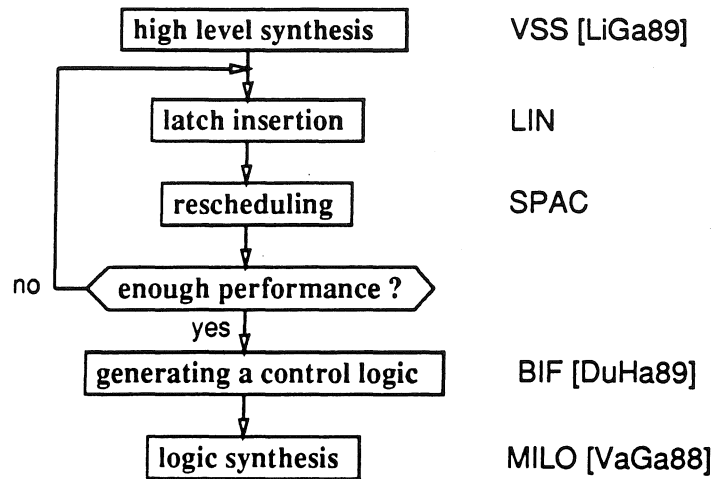 high level synthesis VSS [LiGa89]
latch insertion LIN
rescheduling SPAC
no enough performance ?
yes
generating a control logic BIF [DuHa89]
logic synthesis MILO [VaGa88]